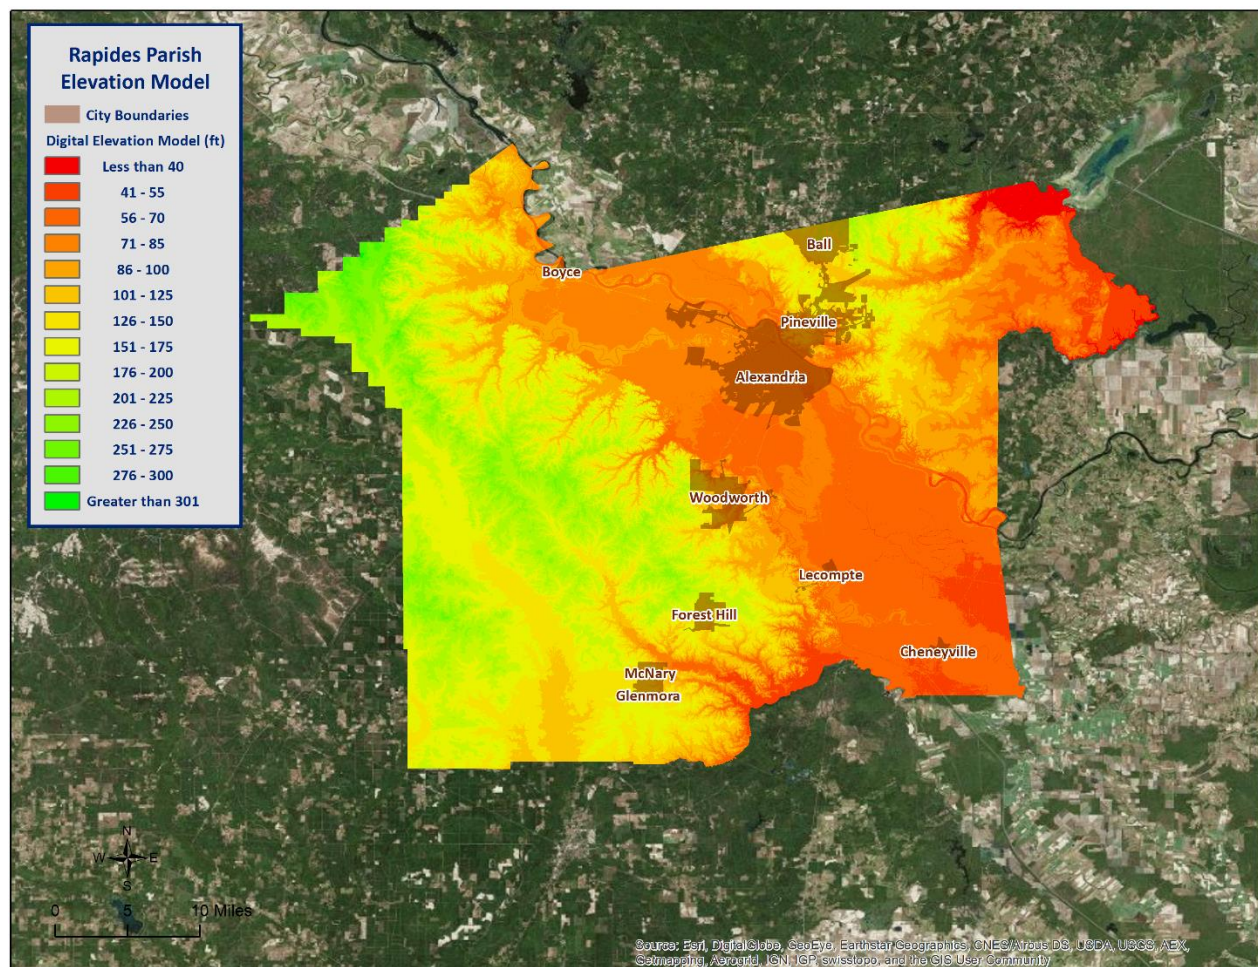 Rapides Parish
Elevation Model
City Boundaries
Digital Elevation Model (ft)
Less than 40
41 - 55
56 - 70
71 - 85
86 - 100
101 - 125
126 - 150
151 - 175
176 - 200
201 - 225
226 - 250
251 - 275
276 - 300
Greater than 301
Ball
Boyce
Pineville
Alexandria
Woodworth
Lecompte
Forest Hill
Cheneyville
McNary
Glenmora
N
W E
S
0 5 10 Miles
Source: Esri, DigitalGlobe, GeoEye, Earthstar Geographics, CNES/Airbus DS, USDA, USGS, AEX,
Getmapping, Aerogrid, IGN, IGP, swisstopo, and the GIS User Community